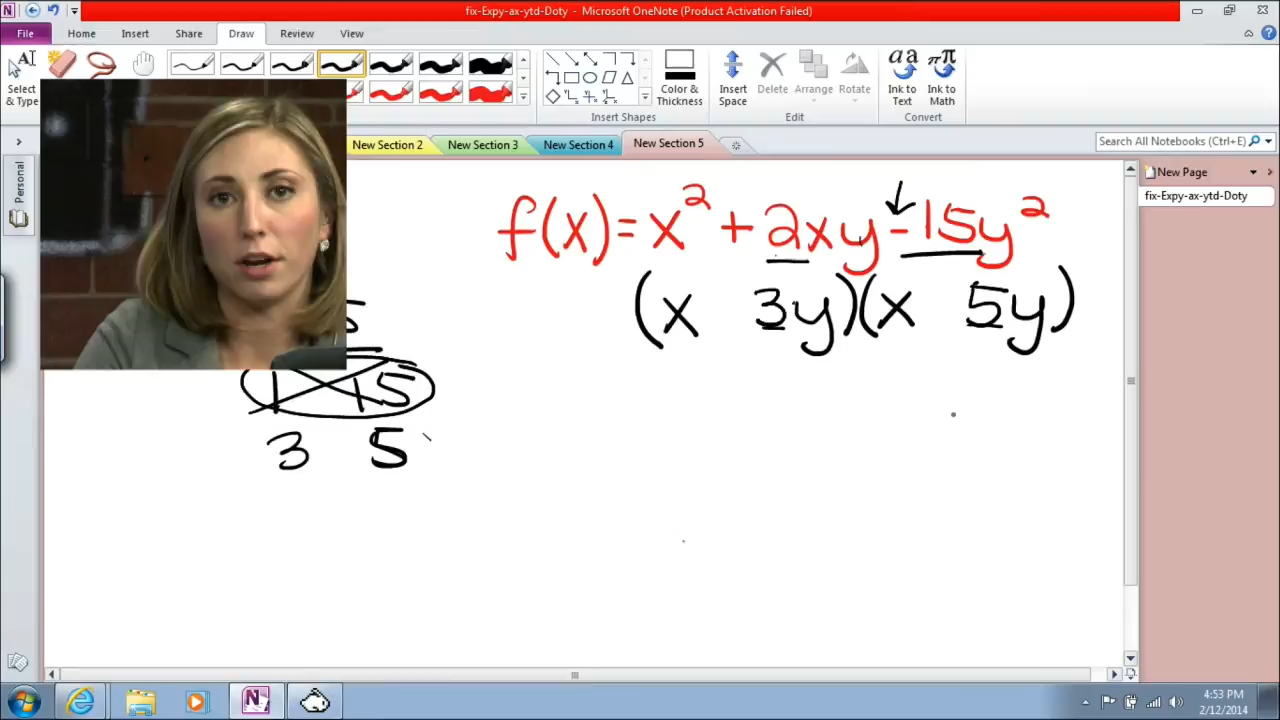 fix-Expy-ax-ytd-Doty - Microsoft OneNote (Product Activation Failed)
File Home Insert Share Draw Review View
Select & Type
Color & Thickness
Insert Space
Delete Arrange Rotate
Ink to Text
Ink to Math
Insert Shapes Edit Convert
New Section 2 New Section 3 New Section 4 New Section 5
Search All Notebooks (Ctrl+E)
Personal
New Page
fix-Expy-ax-ytd-Doty
f(x) = x² + 2xy - 15y²
(x 3y)(x 5y)
5
1 15
3 5
4:53 PM
2/12/2014